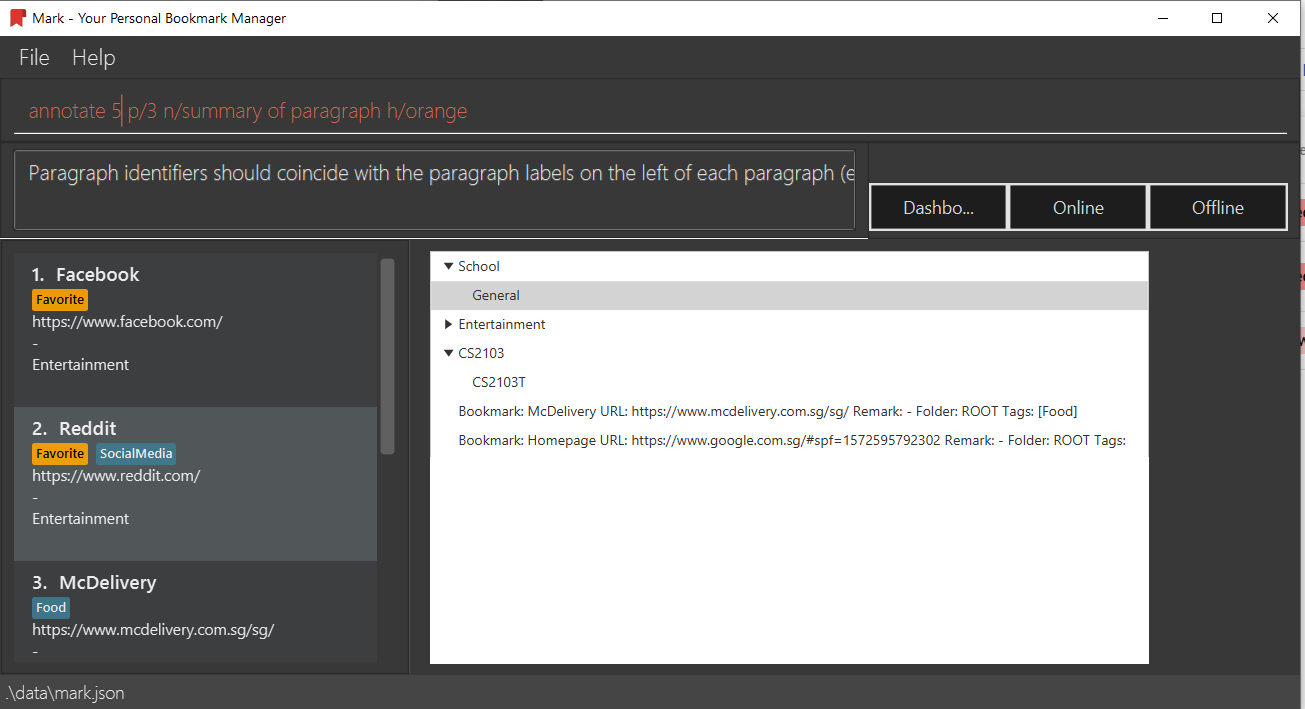 Mark - Your Personal Bookmark Manager
File Help
annotate 5 p/3 n/summary of paragraph h/orange
Paragraph identifiers should coincide with the paragraph labels on the left of each paragraph (e
Dashbo... Online Offline
1. Facebook
Favorite
https://www.facebook.com/
-
Entertainment
2. Reddit
Favorite SocialMedia
https://www.reddit.com/
-
Entertainment
3. McDelivery
Food
https://www.mcdelivery.com.sg/sg/
-
School
General
Entertainment
CS2103
CS2103T
Bookmark: McDelivery URL: https://www.mcdelivery.com.sg/sg/ Remark: - Folder: ROOT Tags: [Food]
Bookmark: Homepage URL: https://www.google.com.sg/#spf=1572595792302 Remark: - Folder: ROOT Tags:
.\data\mark.json